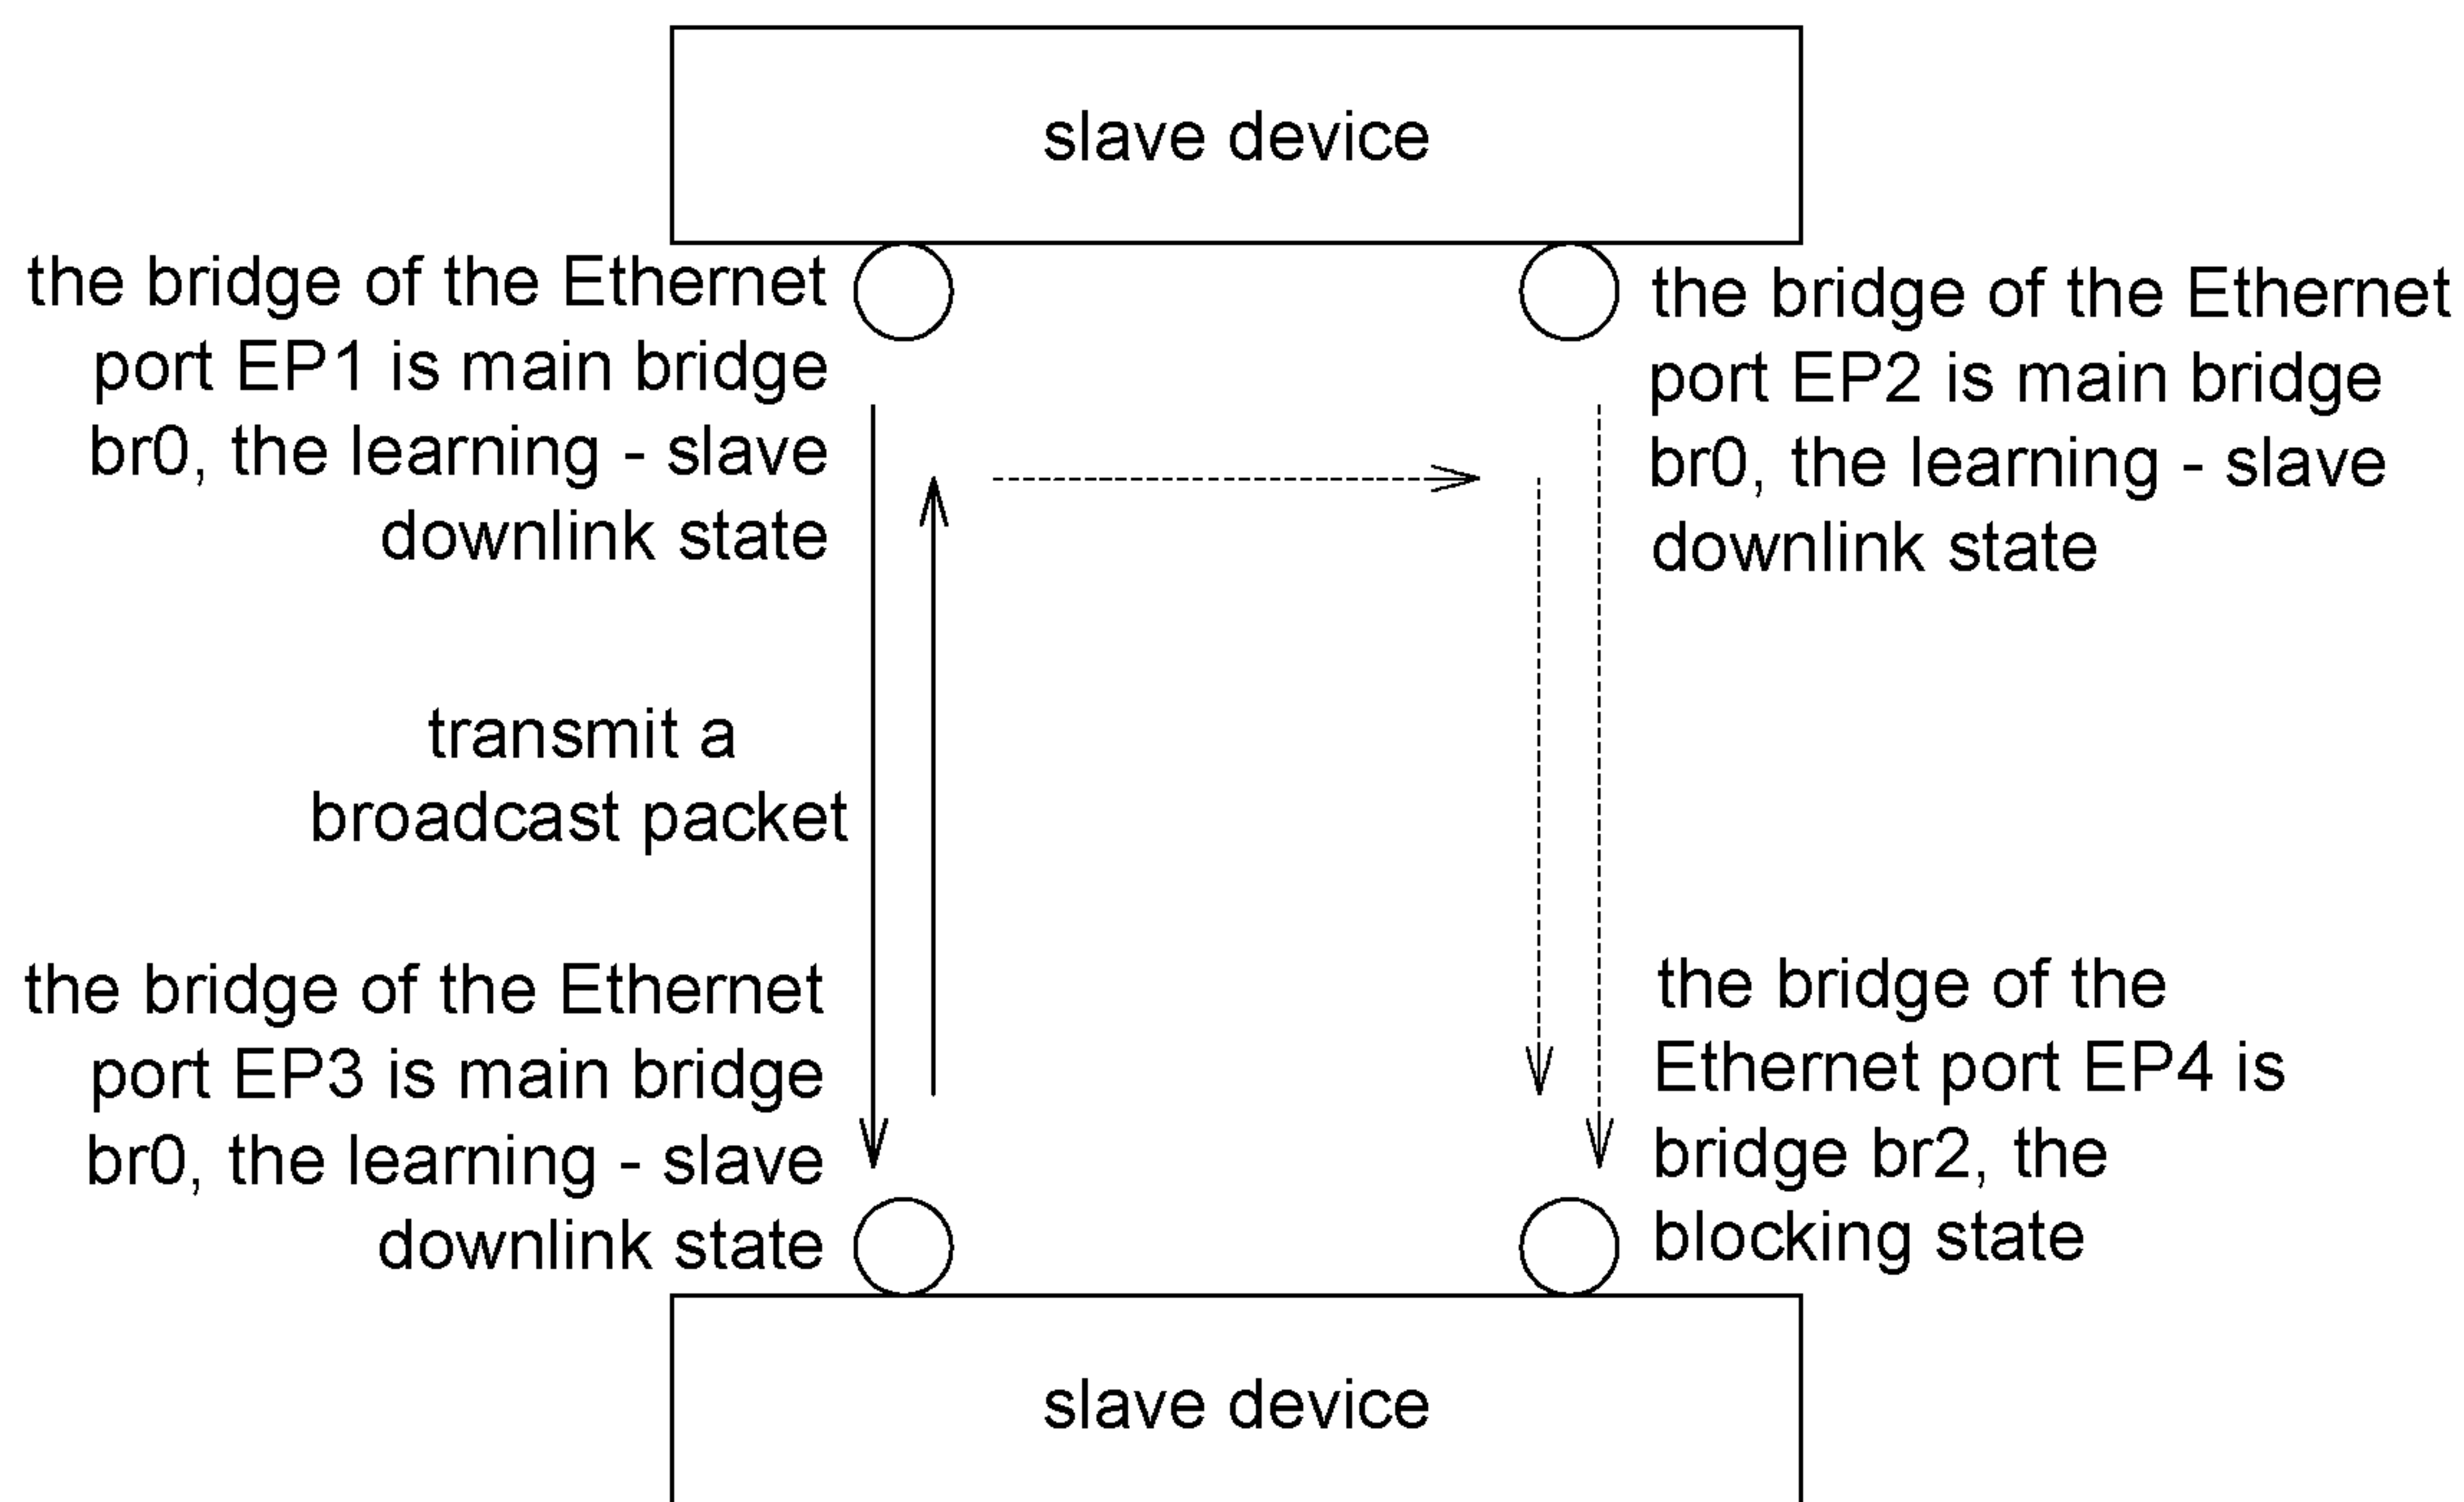 slave device
the bridge of the Ethernet
port EP1 is main bridge
br0, the learning - slave
downlink state
the bridge of the Ethernet
port EP2 is main bridge
br0, the learning - slave
downlink state
transmit a
broadcast packet
the bridge of the Ethernet
port EP3 is main bridge
br0, the learning - slave
downlink state
the bridge of the
Ethernet port EP4 is
bridge br2, the
blocking state
slave device